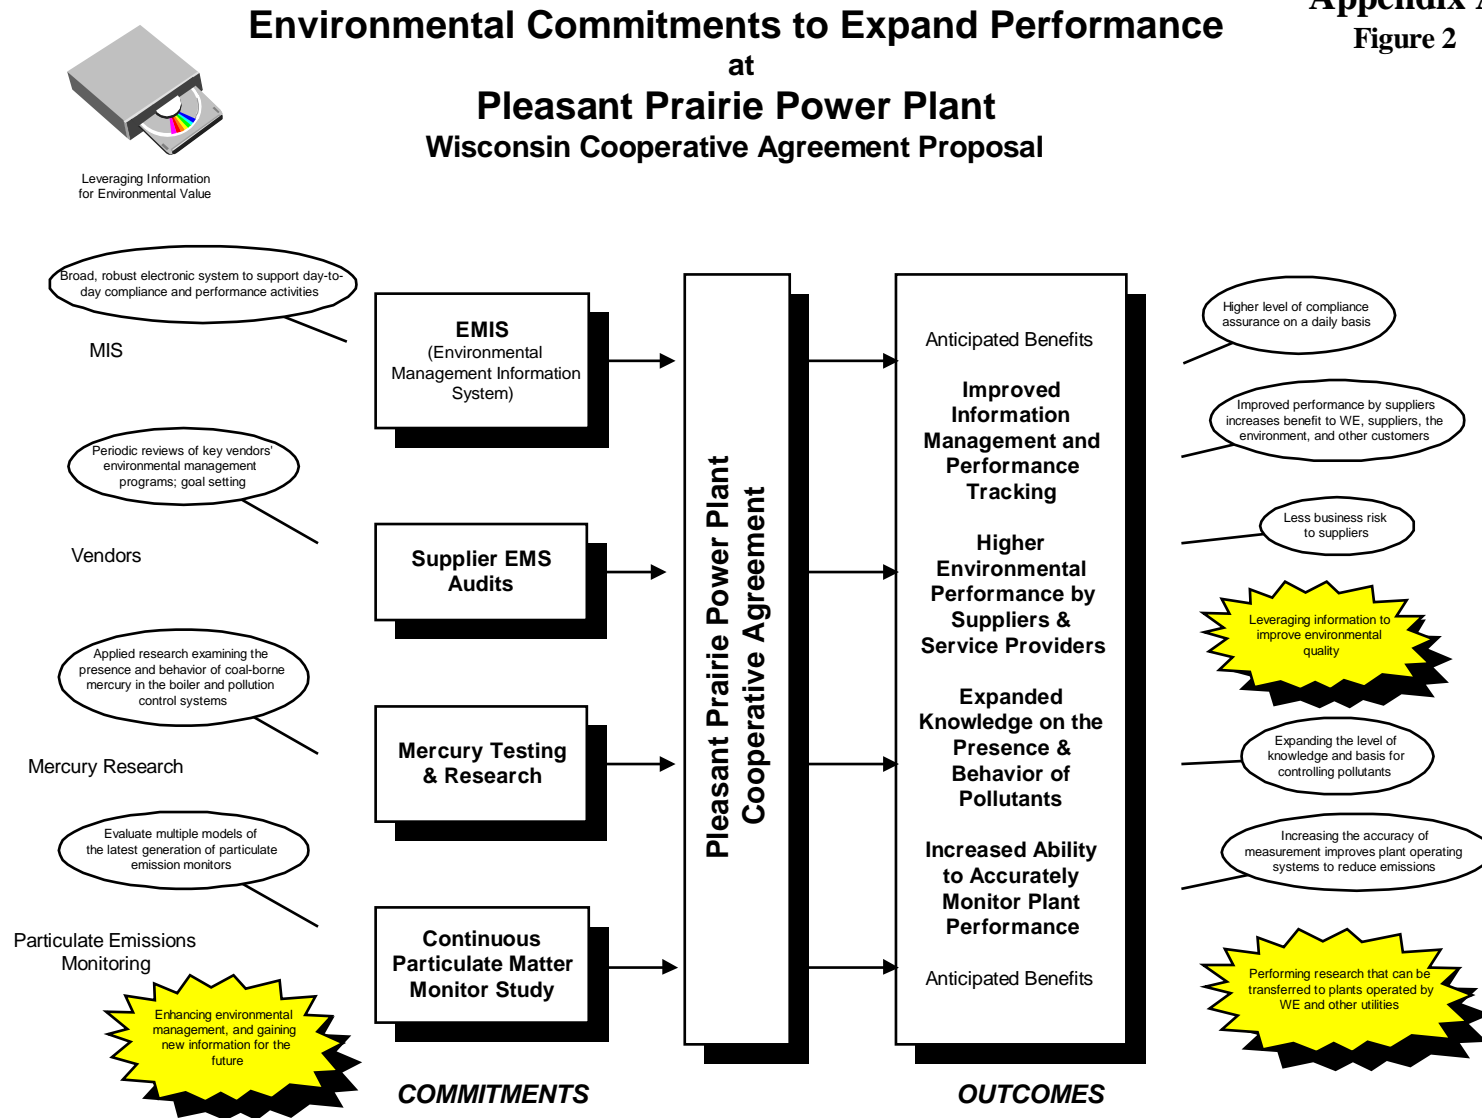 Environmental Commitments to Expand Performance
at
Pleasant Prairie Power Plant
Wisconsin Cooperative Agreement Proposal
Appendix
Figure 2
Leveraging Information
for Environmental Value
Broad, robust electronic system to support day-to-
day compliance and performance activities
MIS
Periodic reviews of key vendors'
environmental management
programs; goal setting
Vendors
Applied research examining the
presence and behavior of coal-borne
mercury in the boiler and pollution
control systems
Mercury Research
Evaluate multiple models of
the latest generation of particulate
emission monitors
Particulate Emissions
Monitoring
Enhancing environmental
management, and gaining
new information for the
future
EMIS
(Environmental
Management Information
System)
Supplier EMS
Audits
Mercury Testing
& Research
Continuous
Particulate Matter
Monitor Study
COMMITMENTS
Pleasant Prairie Power Plant
Cooperative Agreement
Anticipated Benefits
Improved
Information
Management and
Performance
Tracking
Higher
Environmental
Performance by
Suppliers &
Service Providers
Expanded
Knowledge on the
Presence &
Behavior of
Pollutants
Increased Ability
to Accurately
Monitor Plant
Performance
Anticipated Benefits
OUTCOMES
Higher level of compliance
assurance on a daily basis
Improved performance by suppliers
increases benefit to WE, suppliers, the
environment, and other customers
Less business risk
to suppliers
Leveraging information to
improve environmental
quality
Expanding the level of
knowledge and basis for
controlling pollutants
Increasing the accuracy of
measurement improves plant operating
systems to reduce emissions
Performing research that can be
transferred to plants operated by
WE and other utilities